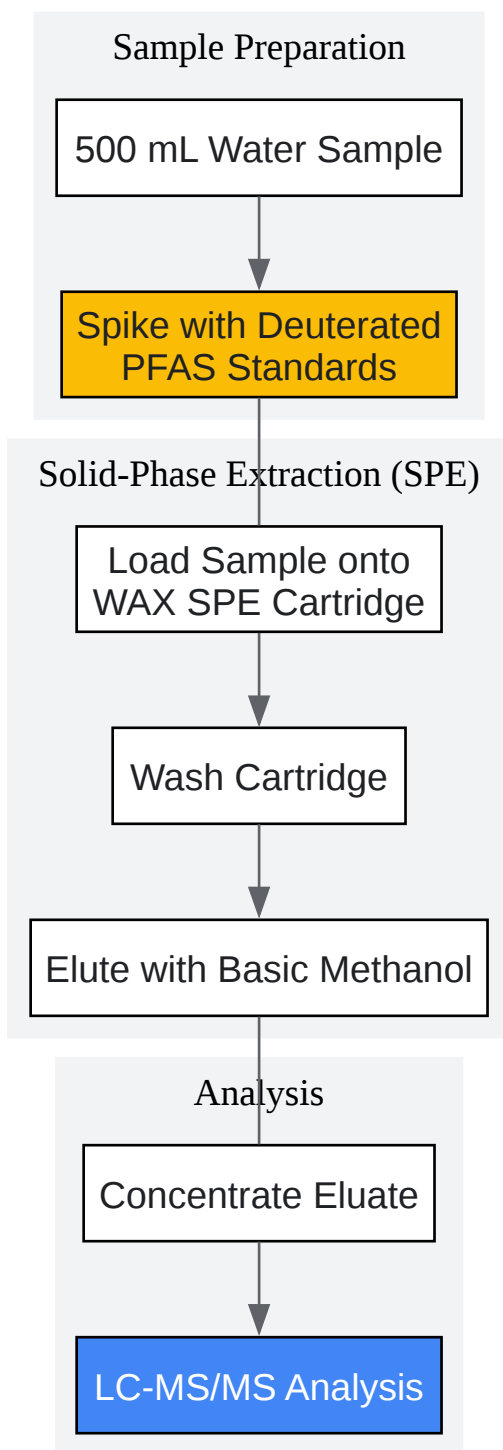 Sample Preparation
500 mL Water Sample
Spike with Deuterated
PFAS Standards
Solid-Phase Extraction (SPE)
Load Sample onto
WAX SPE Cartridge
Wash Cartridge
Elute with Basic Methanol
Analysis
Concentrate Eluate
LC-MS/MS Analysis